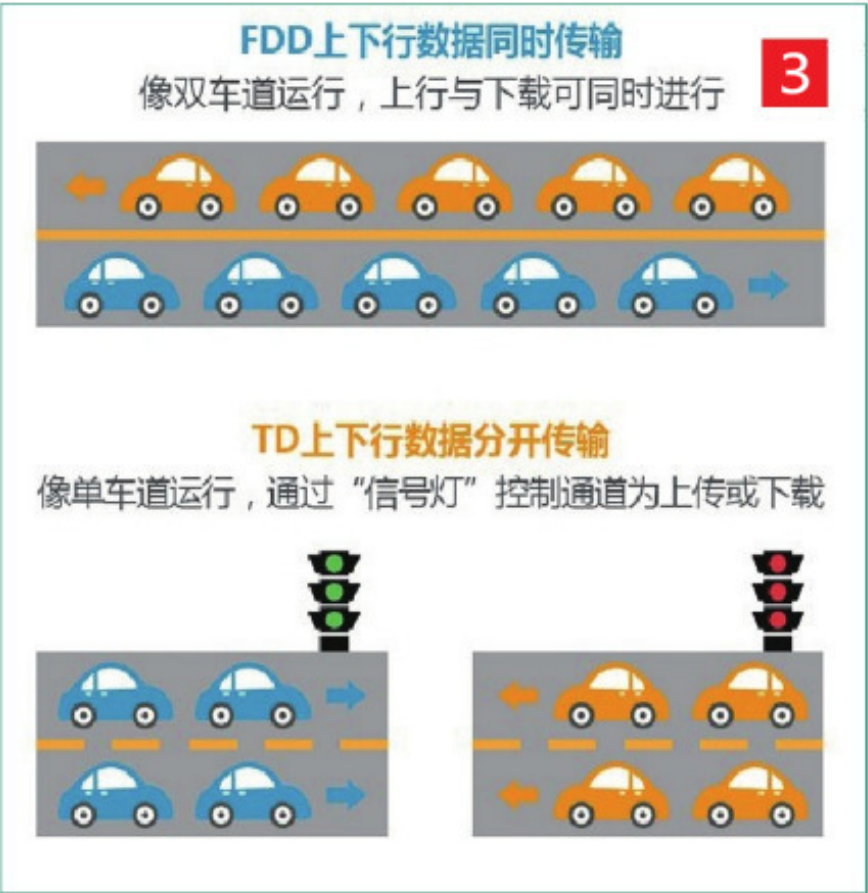 FDD上下行数据同时传输
3
像双车道运行，上行与下载可同时进行
TD上下行数据分开传输
像单车道运行，通过“信号灯”控制通道为上传或下载